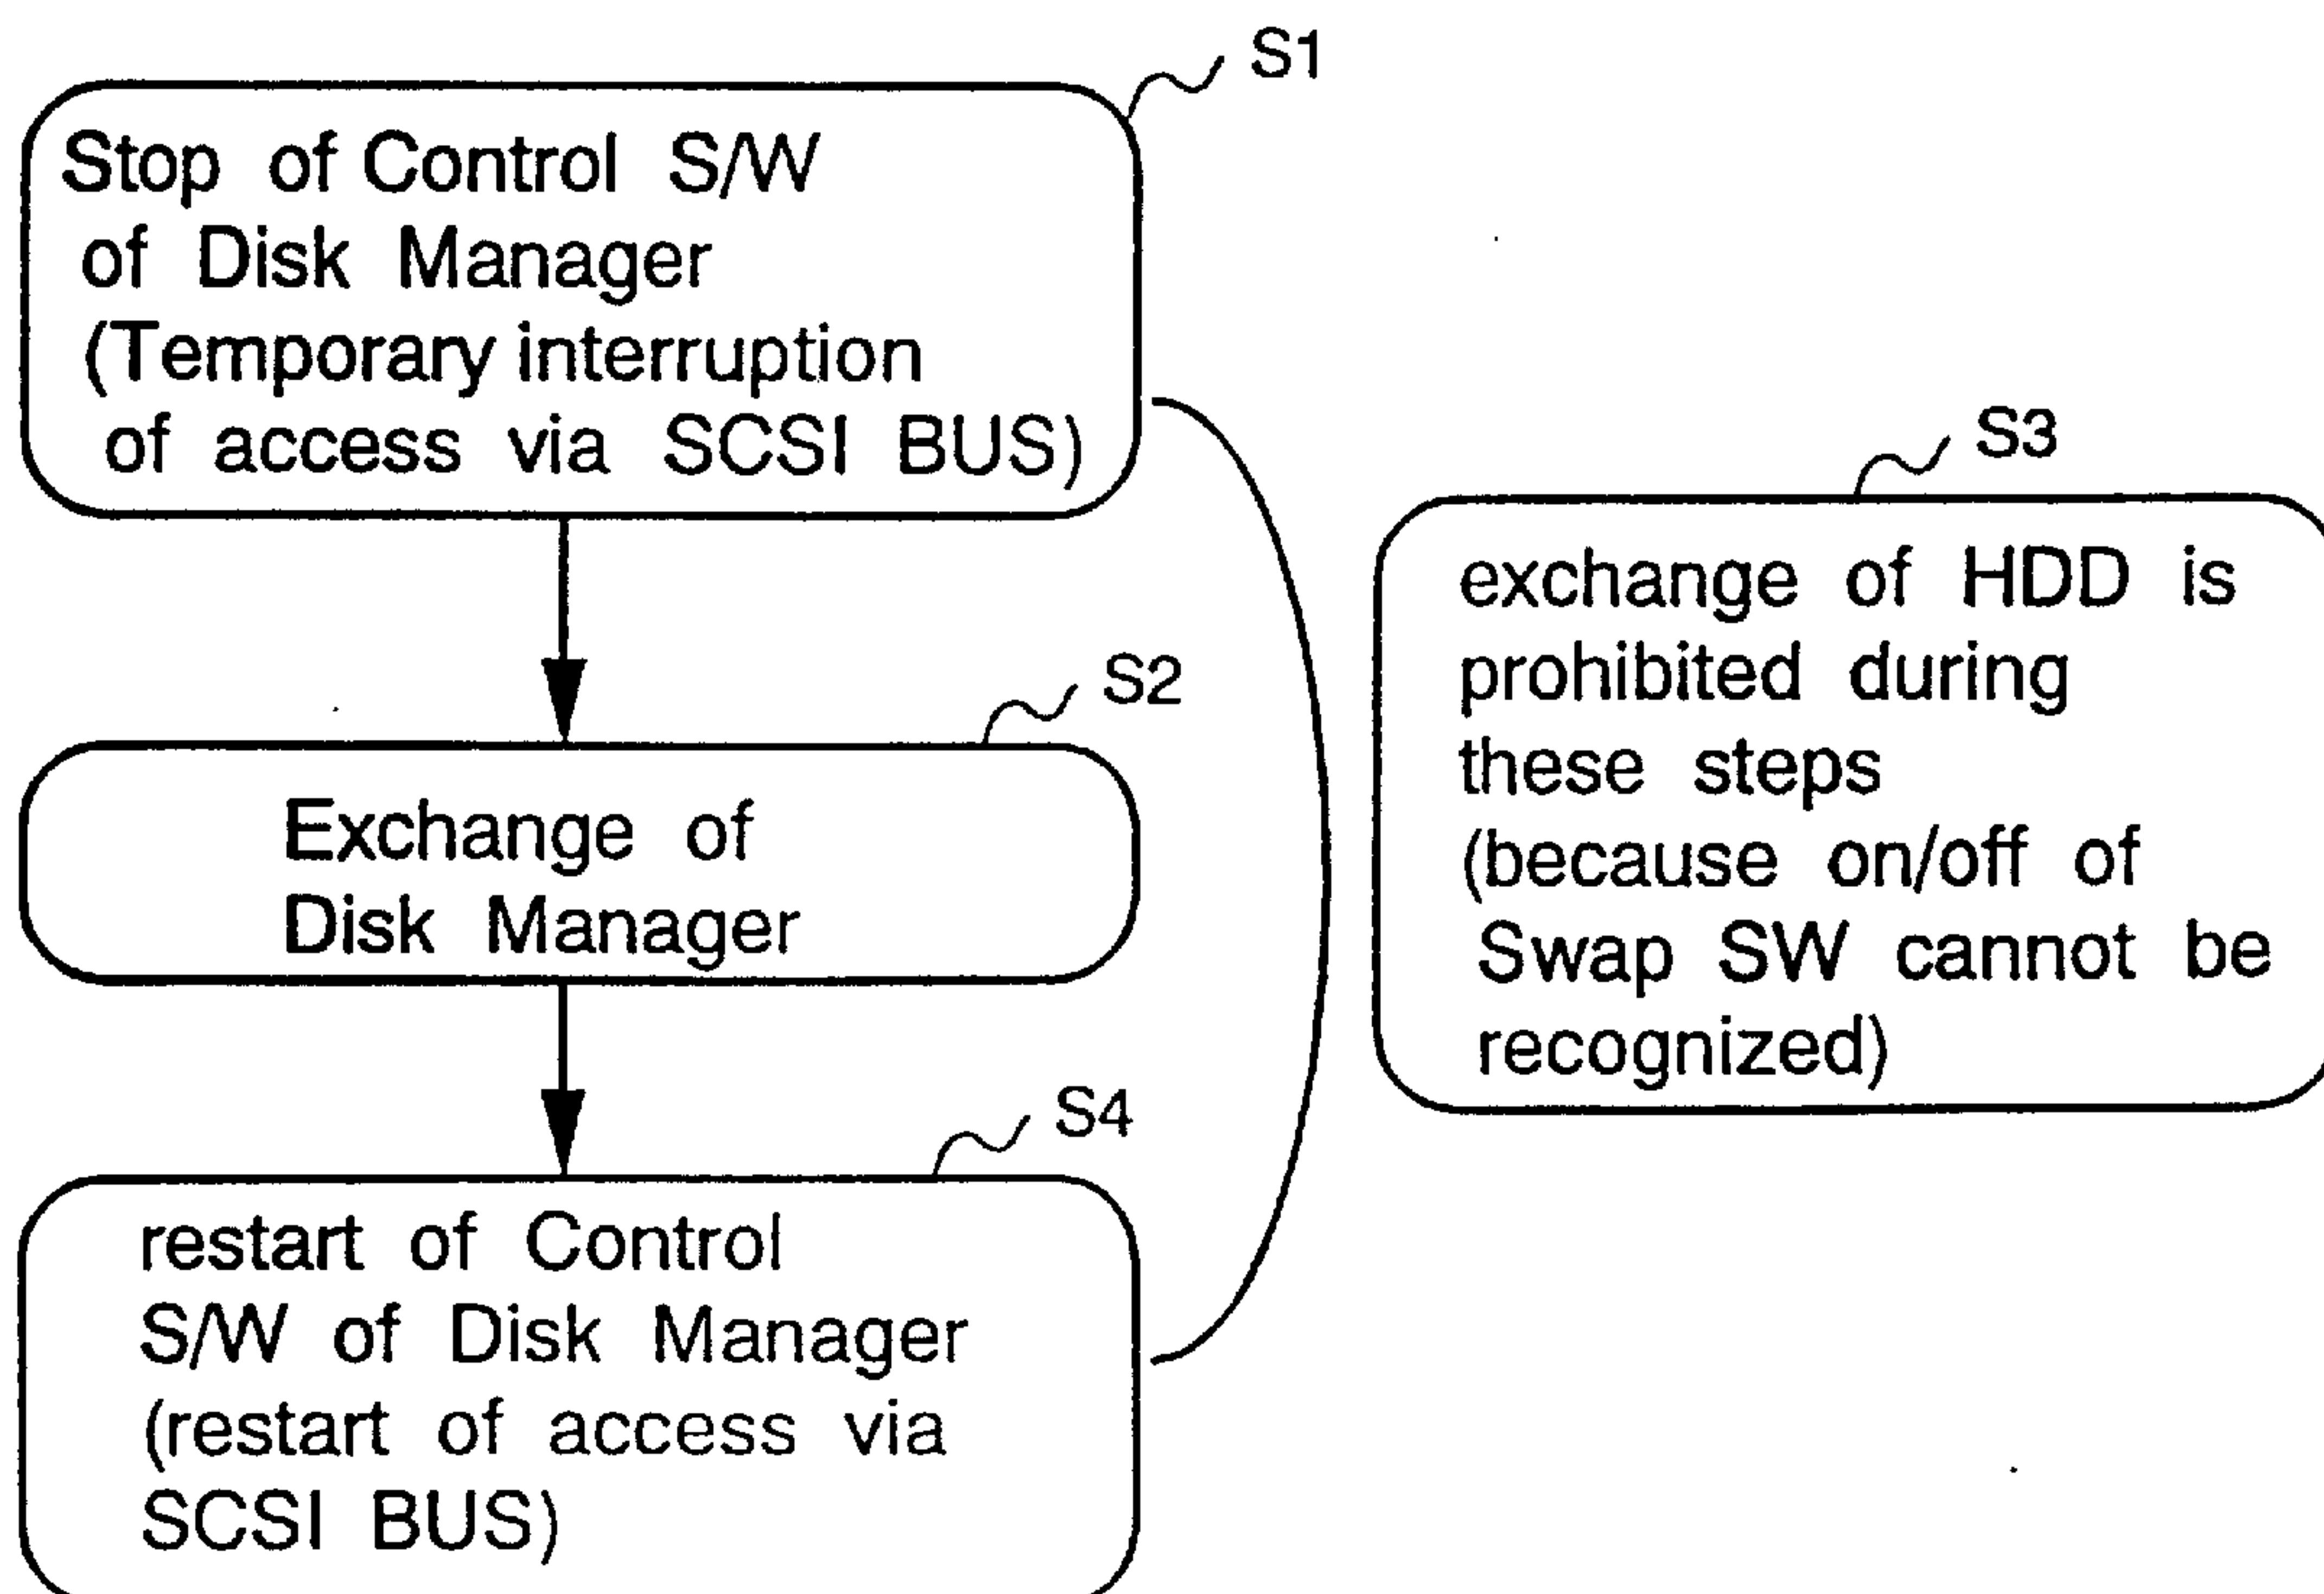 S1
Stop of Control S/W
of Disk Manager
(Temporary interruption
of access via SCSI BUS)
S2
Exchange of
Disk Manager
S3
exchange of HDD is
prohibited during
these steps
(because on/off of
Swap SW cannot be
recognized)
S4
restart of Control
S/W of Disk Manager
(restart of access via
SCSI BUS)